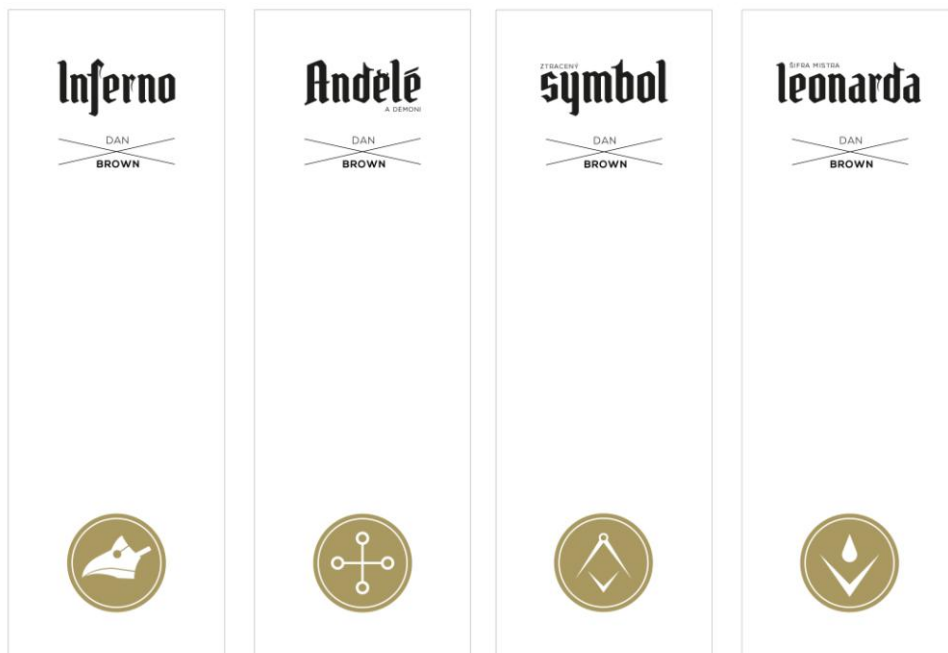 Inferno
DAN
BROWN
Andělé
A DÉMONI
DAN
BROWN
ZTRACENÝ
symbol
DAN
BROWN
ŠIFRA MISTRA
leonarda
DAN
BROWN